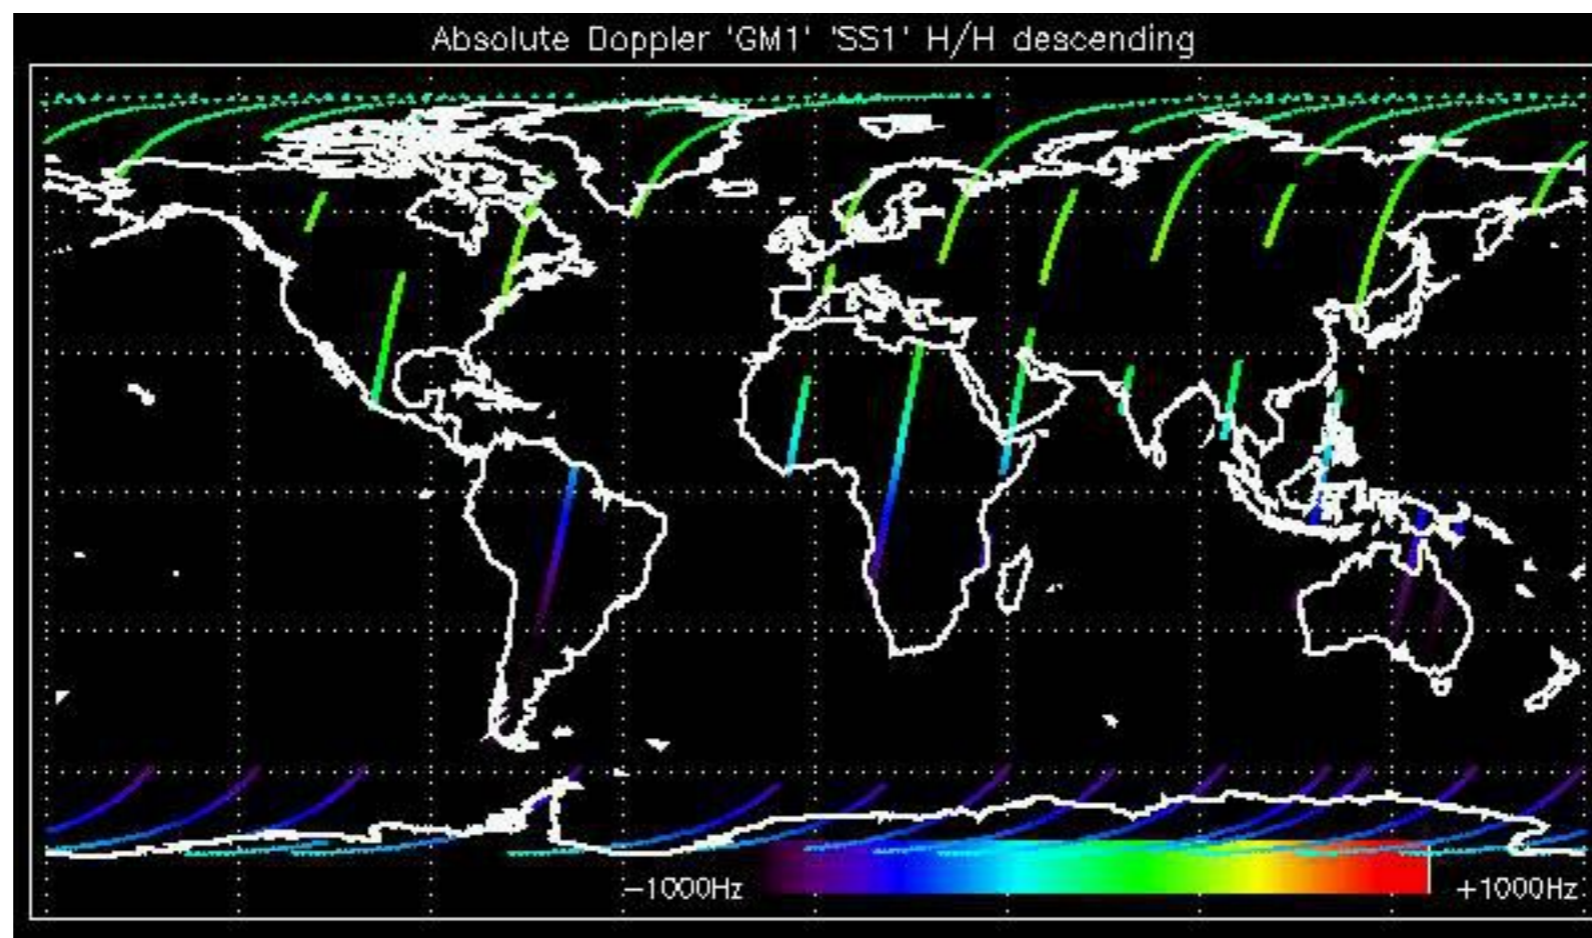 Absolute Doppler 'GM1' 'SS1' H/H descending
−1000Hz
+1000Hz